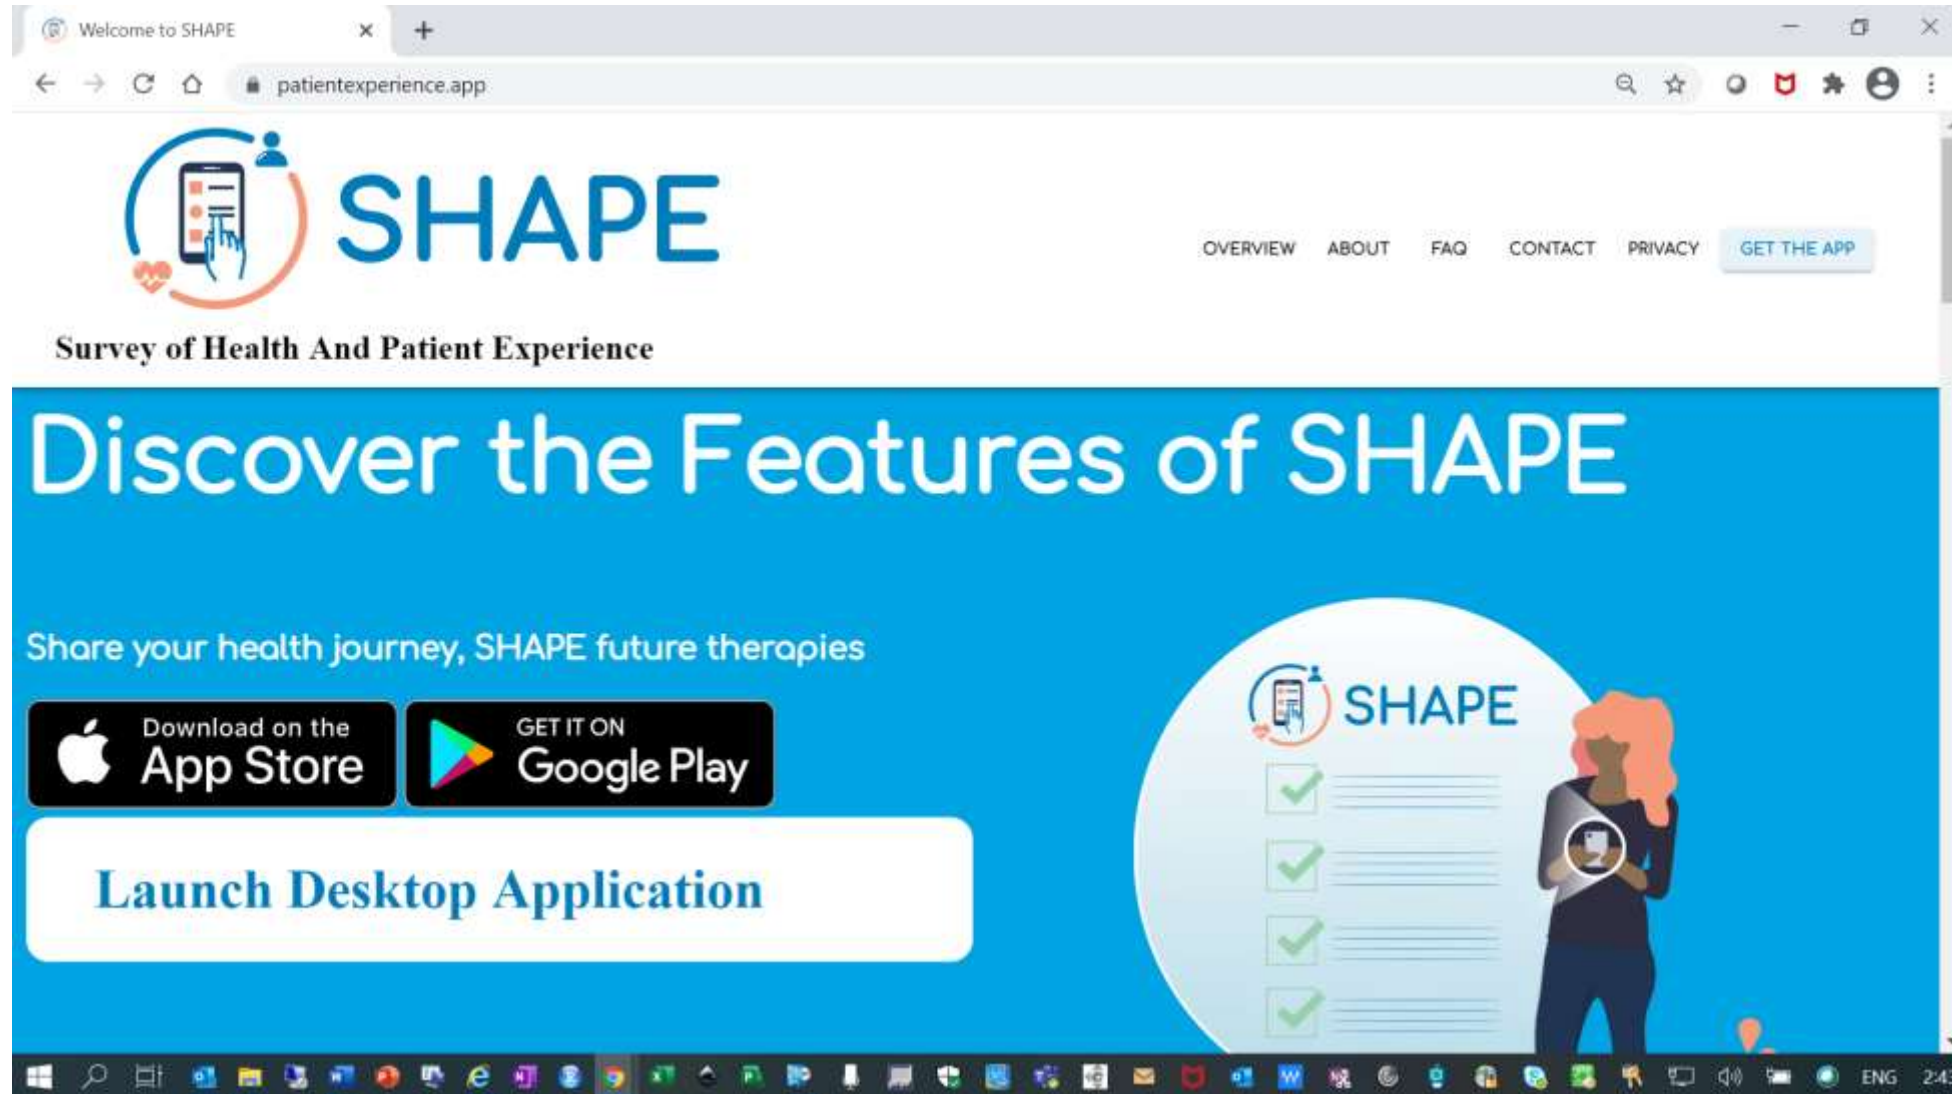 Welcome to SHAPE
patientexperience.app
SHAPE
OVERVIEW ABOUT FAQ CONTACT PRIVACY GET THE APP
Survey of Health And Patient Experience
Discover the Features of SHAPE
Share your health journey, SHAPE future therapies
Download on the
App Store
GET IT ON
Google Play
SHAPE
Launch Desktop Application
ENG